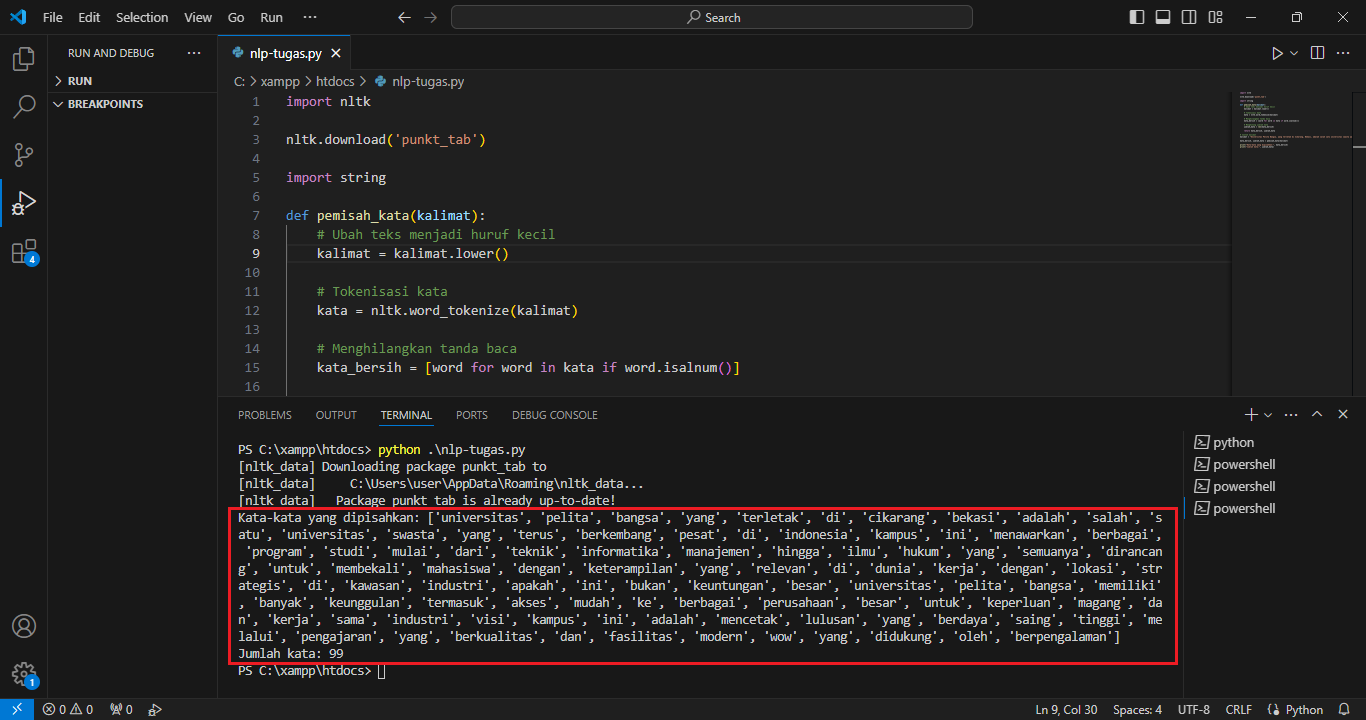 File Edit Selection View Go Run ··· Search
RUN AND DEBUG ···
RUN
BREAKPOINTS
4
1
nlp-tugas.py
C: > xampp > htdocs > nlp-tugas.py
1 import nltk
2
3 nltk.download('punkt_tab')
4
5 import string
6
7 def pemisah_kata(kalimat):
8 # Ubah teks menjadi huruf kecil
9 kalimat = kalimat.lower()
10
11 # Tokenisasi kata
12 kata = nltk.word_tokenize(kalimat)
13
14 # Menghilangkan tanda baca
15 kata_bersih = [word for word in kata if word.isalnum()]
16
PROBLEMS OUTPUT TERMINAL PORTS DEBUG CONSOLE
PS C:\xampp\htdocs> python .\nlp-tugas.py
[nltk_data] Downloading package punkt_tab to
[nltk_data]     C:\Users\user\AppData\Roaming\nltk_data...
[nltk_data]   Package punkt_tab is already up-to-date!
Kata-kata yang dipisahkan: ['universitas', 'pelita', 'bangsa', 'yang', 'terletak', 'di', 'cikarang', 'bekasi', 'adalah', 'salah', 's
atu', 'universitas', 'swasta', 'yang', 'terus', 'berkembang', 'pesat', 'di', 'indonesia', 'kampus', 'ini', 'menawarkan', 'berbagai',
'program', 'studi', 'mulai', 'dari', 'teknik', 'informatika', 'manajemen', 'hingga', 'ilmu', 'hukum', 'yang', 'semuanya', 'dirancan
g', 'untuk', 'membekali', 'mahasiswa', 'dengan', 'keterampilan', 'yang', 'relevan', 'di', 'dunia', 'kerja', 'dengan', 'lokasi', 'str
ategis', 'di', 'kawasan', 'industri', 'apakah', 'ini', 'bukan', 'keuntungan', 'besar', 'universitas', 'pelita', 'bangsa', 'memiliki'
, 'banyak', 'keunggulan', 'termasuk', 'akses', 'mudah', 'ke', 'berbagai', 'perusahaan', 'besar', 'untuk', 'keperluan', 'magang', 'da
n', 'kerja', 'sama', 'industri', 'visi', 'kampus', 'ini', 'adalah', 'mencetak', 'lulusan', 'yang', 'berdaya', 'saing', 'tinggi', 'me
lalui', 'pengajaran', 'yang', 'berkualitas', 'dan', 'fasilitas', 'modern', 'wow', 'yang', 'didukung', 'oleh', 'berpengalaman']
Jumlah kata: 99
PS C:\xampp\htdocs>
python
powershell
powershell
powershell
0 0 0 Ln 9, Col 30 Spaces: 4 UTF-8 CRLF Python